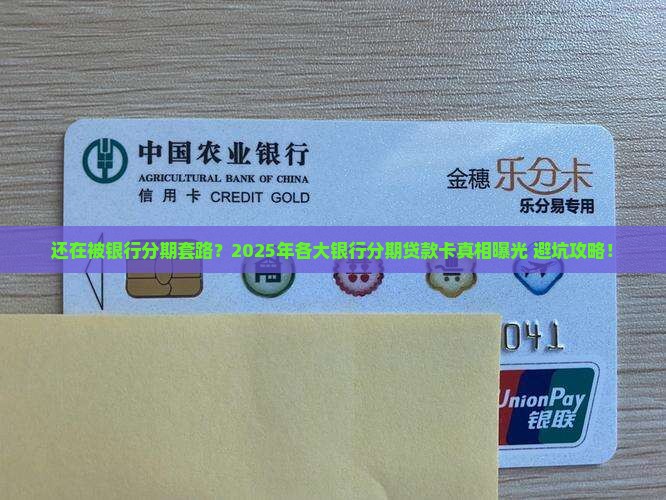 中国农业银行
AGRICULTURAL BANK OF CHINA
信用卡 CREDIT GOLD
金穗 乐分卡
乐分易专用
还在被银行分期套路？2025年各大银行分期贷款卡真相曝光 避坑攻略！
041
UnionPay
银联